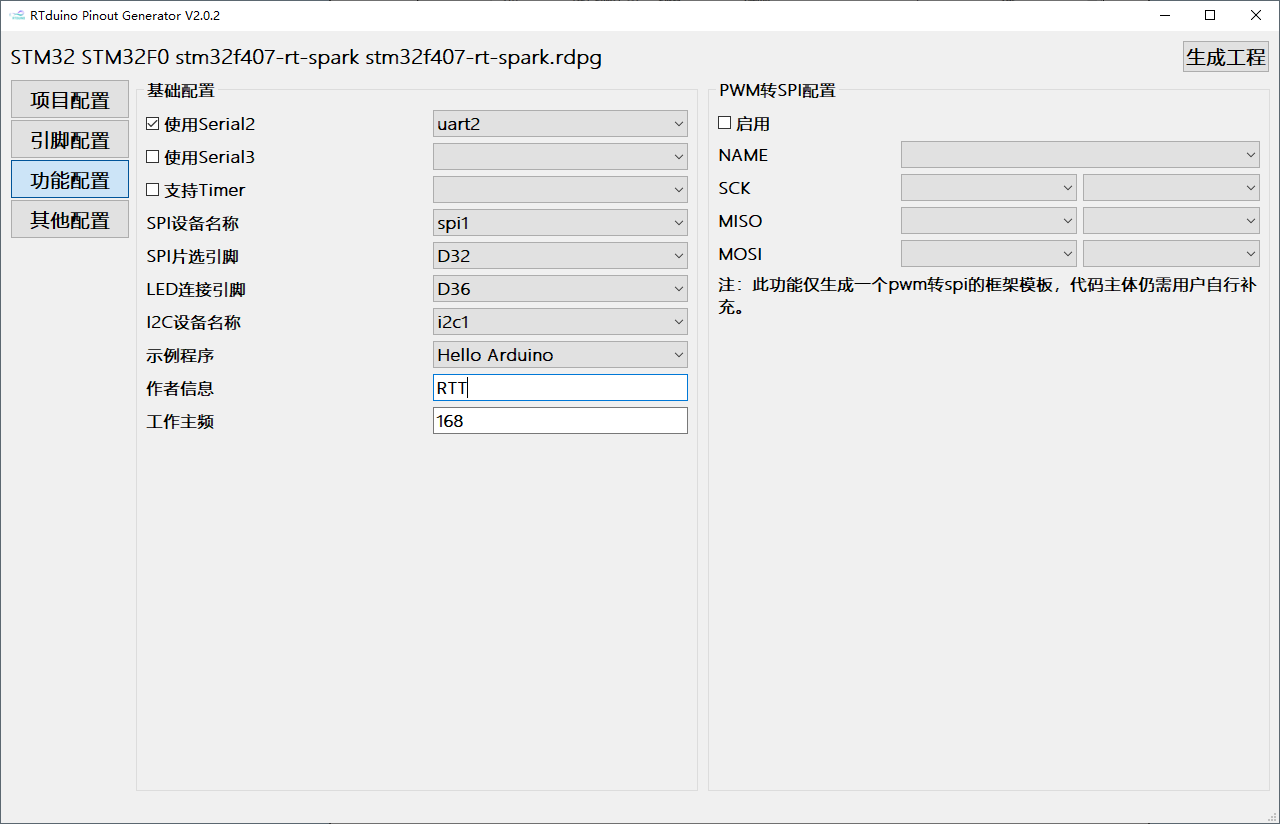 RTduino Pinout Generator V2.0.2
STM32 STM32F0 stm32f407-rt-spark stm32f407-rt-spark.rdpg
生成工程
项目配置
引脚配置
功能配置
其他配置
基础配置
使用Serial2 uart2
使用Serial3
支持Timer
SPI设备名称 spi1
SPI片选引脚 D32
LED连接引脚 D36
I2C设备名称 i2c1
示例程序 Hello Arduino
作者信息 RTT
工作主频 168
PWM转SPI配置
启用
NAME
SCK
MISO
MOSI
注：此功能仅生成一个pwm转spi的框架模板，代码主体仍需用户自行补
充。